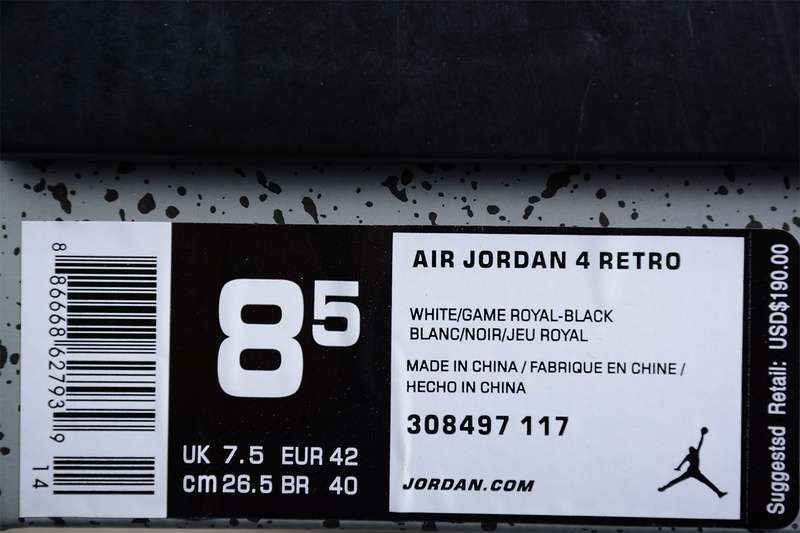 8 86668 62793 9
14
8
5
UK 7.5 EUR 42
cm 26.5 BR 40
AIR JORDAN 4 RETRO
WHITE/GAME ROYAL-BLACK
BLANC/NOIR/JEU ROYAL
MADE IN CHINA / FABRIQUE EN CHINE /
HECHO IN CHINA
308497 117
JORDAN.COM
Suggestsd Retail: USD$190.00